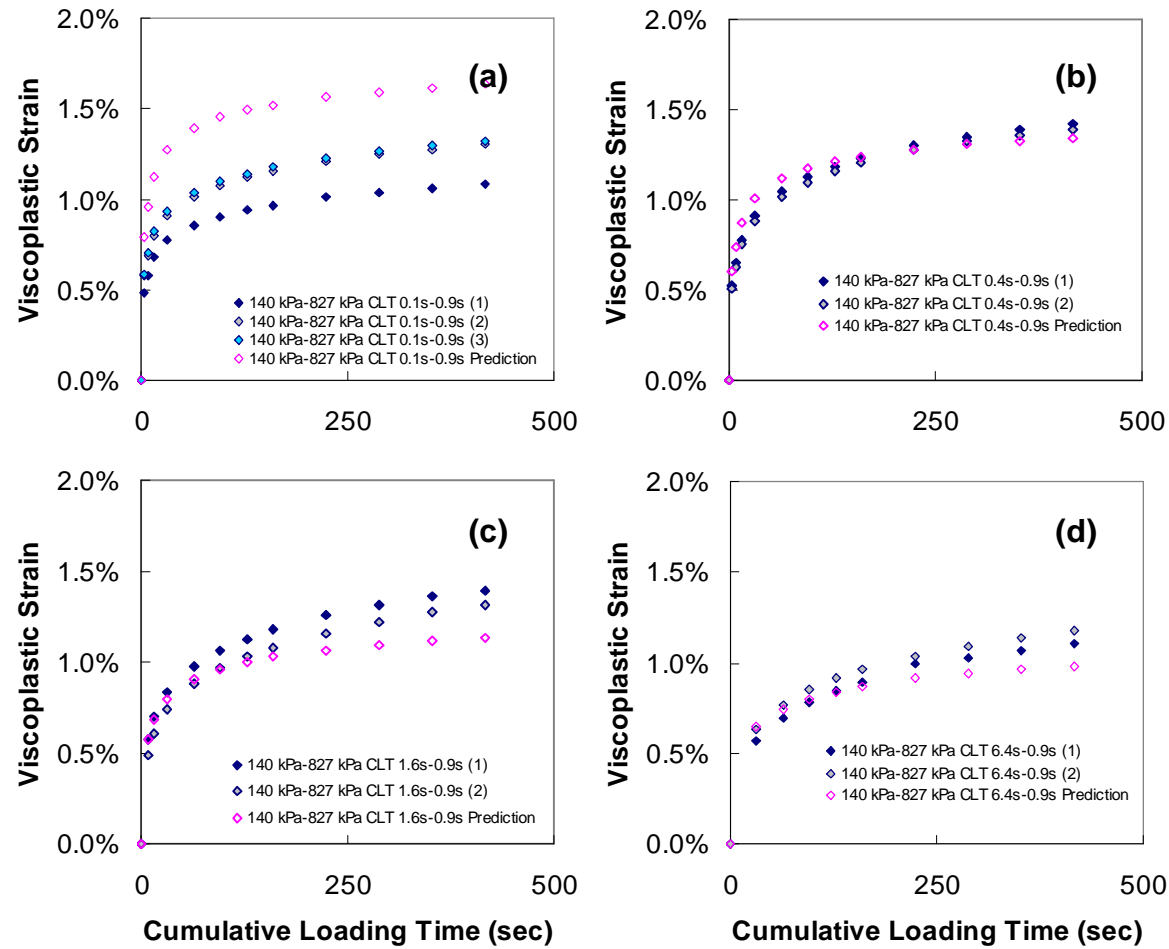 2.0%
1.5%
1.0%
0.5%
0.0%
Viscoplastic Strain
(a)
140 kPa-827 kPa CLT 0.1s-0.9s (1)
140 kPa-827 kPa CLT 0.1s-0.9s (2)
140 kPa-827 kPa CLT 0.1s-0.9s (3)
140 kPa-827 kPa CLT 0.1s-0.9s Prediction
0 250 500
2.0%
1.5%
1.0%
0.5%
0.0%
Viscoplastic Strain
(b)
140 kPa-827 kPa CLT 0.4s-0.9s (1)
140 kPa-827 kPa CLT 0.4s-0.9s (2)
140 kPa-827 kPa CLT 0.4s-0.9s Prediction
0 250 500
2.0%
1.5%
1.0%
0.5%
0.0%
Viscoplastic Strain
(c)
140 kPa-827 kPa CLT 1.6s-0.9s (1)
140 kPa-827 kPa CLT 1.6s-0.9s (2)
140 kPa-827 kPa CLT 1.6s-0.9s Prediction
0 250 500
Cumulative Loading Time (sec)
2.0%
1.5%
1.0%
0.5%
0.0%
Viscoplastic Strain
(d)
140 kPa-827 kPa CLT 6.4s-0.9s (1)
140 kPa-827 kPa CLT 6.4s-0.9s (2)
140 kPa-827 kPa CLT 6.4s-0.9s Prediction
0 250 500
Cumulative Loading Time (sec)